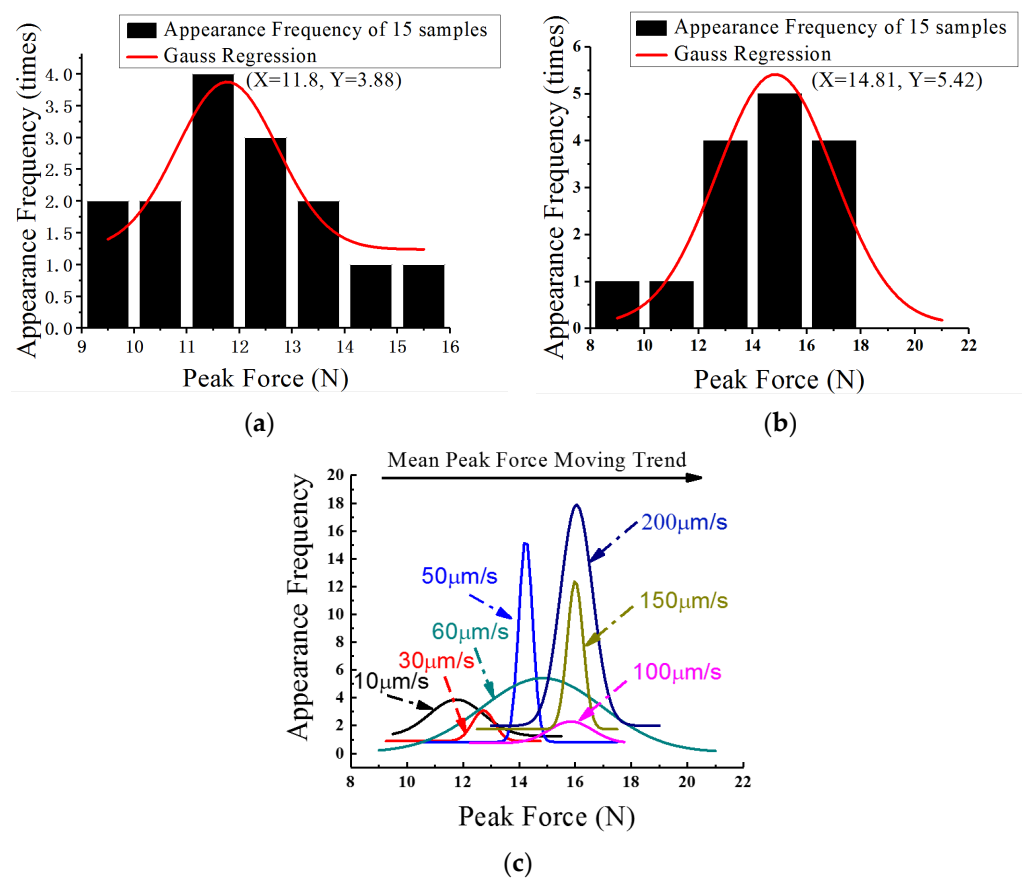 Appearance Frequency of 15 samples
Gauss Regression
(X=11.8, Y=3.88)
Appearance Frequency (times)
4.0
3.5
3.0
2.5
2.0
1.5
1.0
0.5
0.0
9 10 11 12 13 14 15 16
Peak Force (N)
(a)
Appearance Frequency of 15 samples
Gauss Regression
(X=14.81, Y=5.42)
Appearance Frequency (times)
6
5
4
3
2
1
0
8 10 12 14 16 18 20 22
Peak Force (N)
(b)
Mean Peak Force Moving Trend
Appearance Frequency
20
18
16
14
12
10
8
6
4
2
0
200μm/s
50μm/s
150μm/s
60μm/s
30μm/s
100μm/s
10μm/s
8 10 12 14 16 18 20 22
Peak Force (N)
(c)